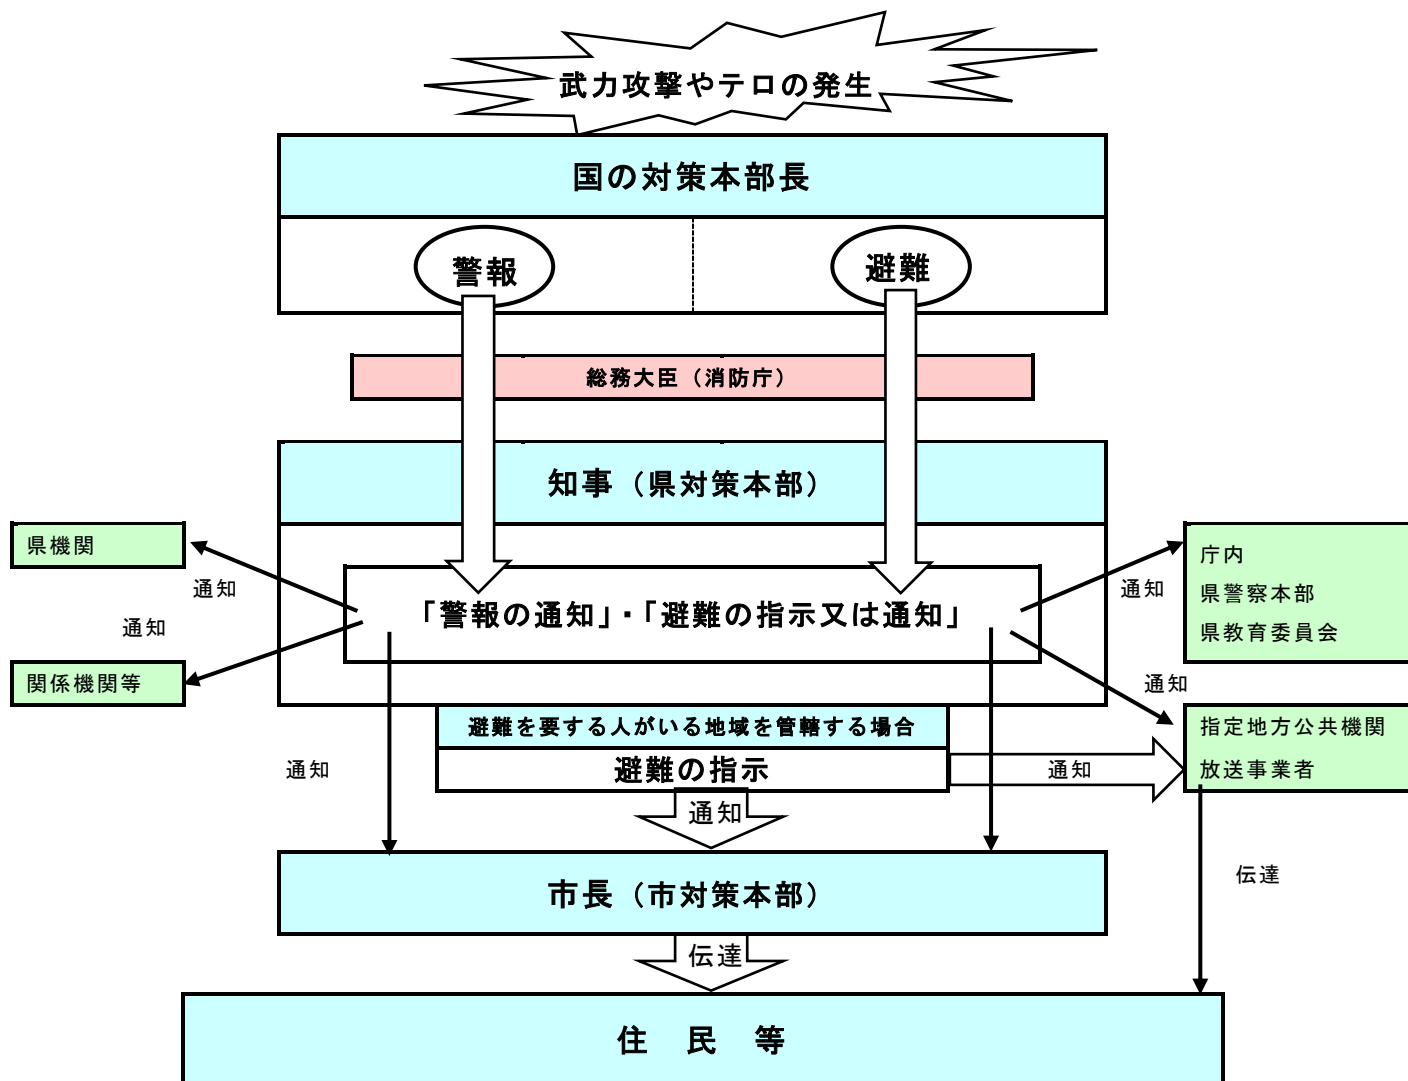 武力攻撃やテロの発生
国の対策本部長
警報
避難
総務大臣（消防庁）
知事（県対策本部）
県機関
通知
通知
関係機関等
「警報の通知」・「避難の指示又は通知」
庁内
県警察本部
県教育委員会
通知
通知
避難を要する人がいる地域を管轄する場合
避難の指示
通知
指定地方公共機関
放送事業者
通知
通知
市長（市対策本部）
伝達
伝達
住　民　等